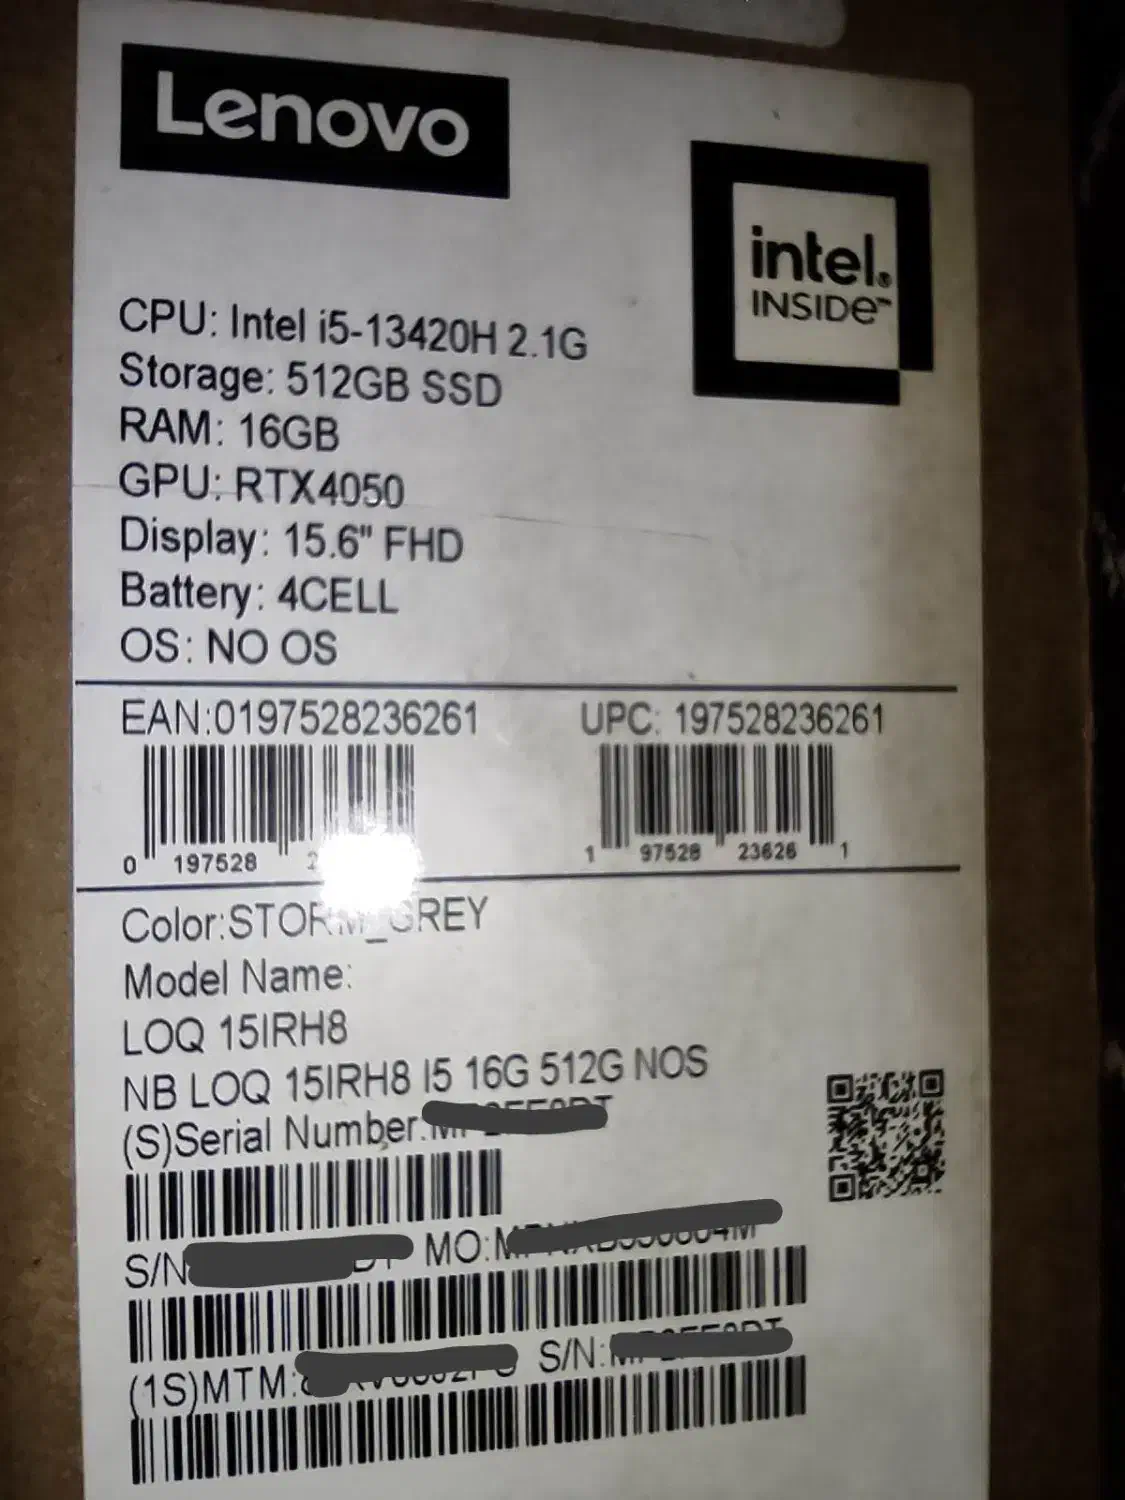 Lenovo
intel®
INSIDE™
CPU: Intel i5-13420H 2.1G
Storage: 512GB SSD
RAM: 16GB
GPU: RTX4050
Display: 15.6" FHD
Battery: 4CELL
OS: NO OS
EAN:0197528236261
UPC: 197528236261
0 197528
1 97528 23626 1
Color:STORM_GREY
Model Name:
LOQ 15IRH8
NB LOQ 15IRH8 I5 16G 512G NOS
(S)Serial Number:
S/N MO:
(1S)MTM: S/N: